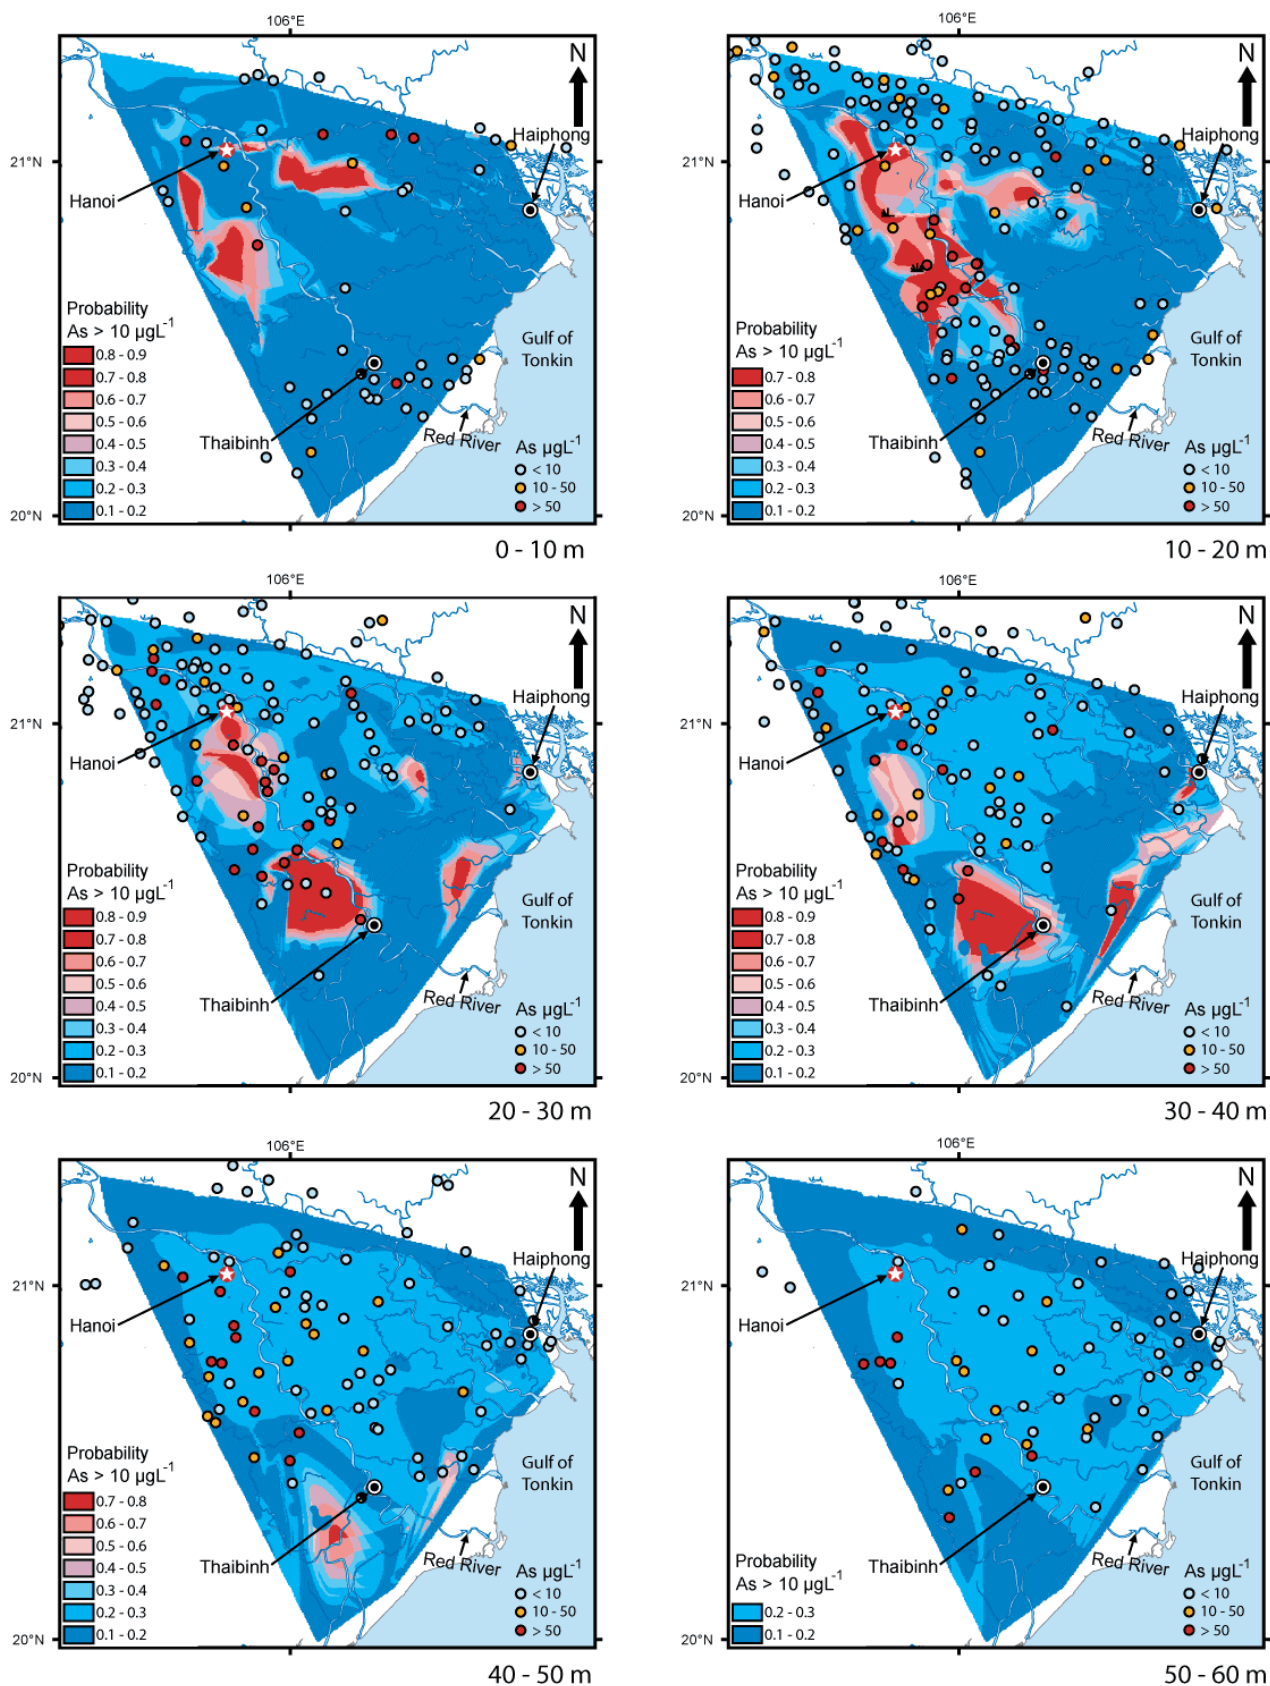 106°E
N
Haiphong
21°N
Hanoi
Probability
As > 10 µgL⁻¹
0.8 - 0.9
0.7 - 0.8
0.6 - 0.7
0.5 - 0.6
0.4 - 0.5
0.3 - 0.4
0.2 - 0.3
0.1 - 0.2
Gulf of
Tonkin
Thaibinh
Red River
As µgL⁻¹
< 10
10 - 50
> 50
20°N
0 - 10 m
106°E
N
Haiphong
21°N
Hanoi
Probability
As > 10 µgL⁻¹
0.7 - 0.8
0.6 - 0.7
0.5 - 0.6
0.4 - 0.5
0.3 - 0.4
0.2 - 0.3
0.1 - 0.2
Gulf of
Tonkin
Thaibinh
Red River
As µgL⁻¹
< 10
10 - 50
> 50
20°N
10 - 20 m
106°E
N
Haiphong
21°N
Hanoi
Probability
As > 10 µgL⁻¹
0.8 - 0.9
0.7 - 0.8
0.6 - 0.7
0.5 - 0.6
0.4 - 0.5
0.3 - 0.4
0.2 - 0.3
0.1 - 0.2
Gulf of
Tonkin
Thaibinh
Red River
As µgL⁻¹
< 10
10 - 50
> 50
20°N
20 - 30 m
106°E
N
Haiphong
21°N
Hanoi
Probability
As > 10 µgL⁻¹
0.8 - 0.9
0.7 - 0.8
0.6 - 0.7
0.5 - 0.6
0.4 - 0.5
0.3 - 0.4
0.2 - 0.3
0.1 - 0.2
Gulf of
Tonkin
Thaibinh
Red River
As µgL⁻¹
< 10
10 - 50
> 50
20°N
30 - 40 m
106°E
N
Haiphong
21°N
Hanoi
Probability
As > 10 µgL⁻¹
0.7 - 0.8
0.6 - 0.7
0.5 - 0.6
0.4 - 0.5
0.3 - 0.4
0.2 - 0.3
0.1 - 0.2
Gulf of
Tonkin
Thaibinh
Red River
As µgL⁻¹
< 10
10 - 50
> 50
20°N
40 - 50 m
106°E
N
Haiphong
21°N
Hanoi
Probability
As > 10 µgL⁻¹
0.2 - 0.3
0.1 - 0.2
Gulf of
Tonkin
Thaibinh
Red River
As µgL⁻¹
< 10
10 - 50
> 50
20°N
50 - 60 m